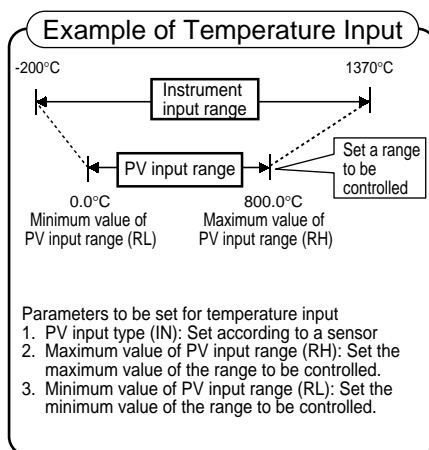 Example of Temperature Input
-200°C 1370°C
Instrument
input range
PV input range
Set a range
to be
controlled
0.0°C 800.0°C
Minimum value of Maximum value of
PV input range (RL) PV input range (RH)
Parameters to be set for temperature input
1. PV input type (IN): Set according to a sensor
2. Maximum value of PV input range (RH): Set the
maximum value of the range to be controlled.
3. Minimum value of PV input range (RL): Set the
minimum value of the range to be controlled.